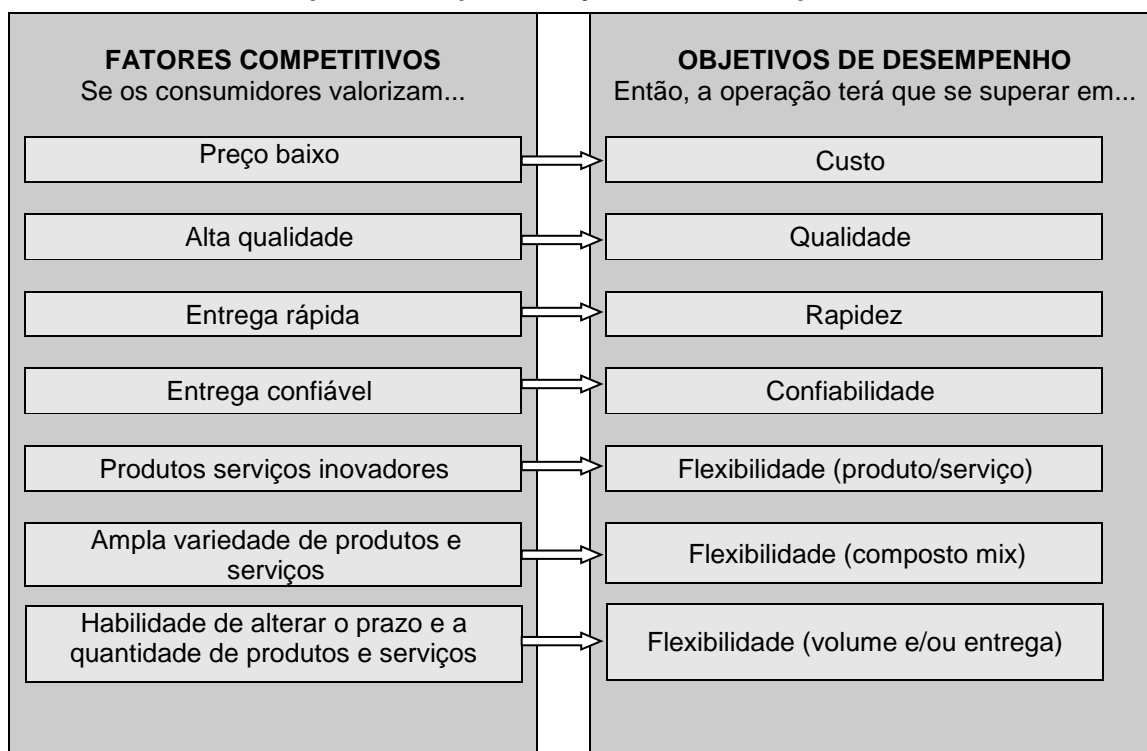 FATORES COMPETITIVOS
Se os consumidores valorizam...
OBJETIVOS DE DESEMPENHO
Então, a operação terá que se superar em...
Preço baixo
Custo
Alta qualidade
Qualidade
Entrega rápida
Rapidez
Entrega confiável
Confiabilidade
Produtos serviços inovadores
Flexibilidade (produto/serviço)
Ampla variedade de produtos e
serviços
Flexibilidade (composto mix)
Habilidade de alterar o prazo e a
quantidade de produtos e serviços
Flexibilidade (volume e/ou entrega)